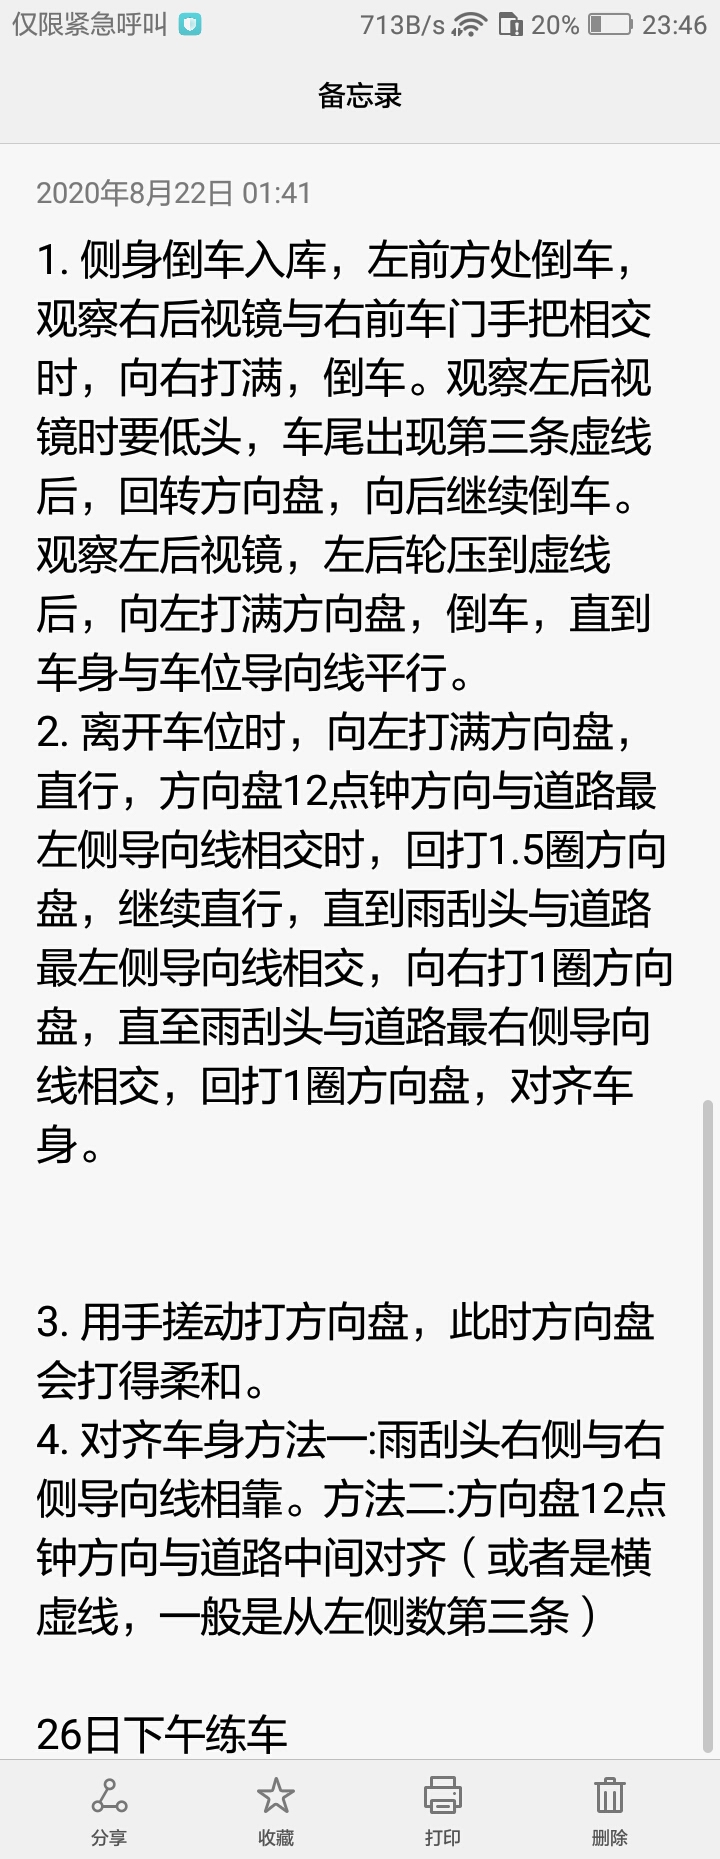 仅限紧急呼叫 713B/s 20% 23:46
备忘录
2020年8月22日 01:41
1. 侧身倒车入库，左前方处倒车，
观察右后视镜与右前车门手把相交
时，向右打满，倒车。观察左后视
镜时要低头，车尾出现第三条虚线
后，回转方向盘，向后继续倒车。
观察左后视镜，左后轮压到虚线
后，向左打满方向盘，倒车，直到
车身与车位导向线平行。
2. 离开车位时，向左打满方向盘，
直行，方向盘12点钟方向与道路最
左侧导向线相交时，回打1.5圈方向
盘，继续直行，直到雨刮头与道路
最左侧导向线相交，向右打1圈方向
盘，直至雨刮头与道路最右侧导向
线相交，回打1圈方向盘，对齐车
身。
3. 用手搓动打方向盘，此时方向盘
会打得柔和。
4. 对齐车身方法一:雨刮头右侧与右
侧导向线相靠。方法二:方向盘12点
钟方向与道路中间对齐（或者是横
虚线，一般是从左侧数第三条）
26日下午练车
分享 收藏 打印 删除